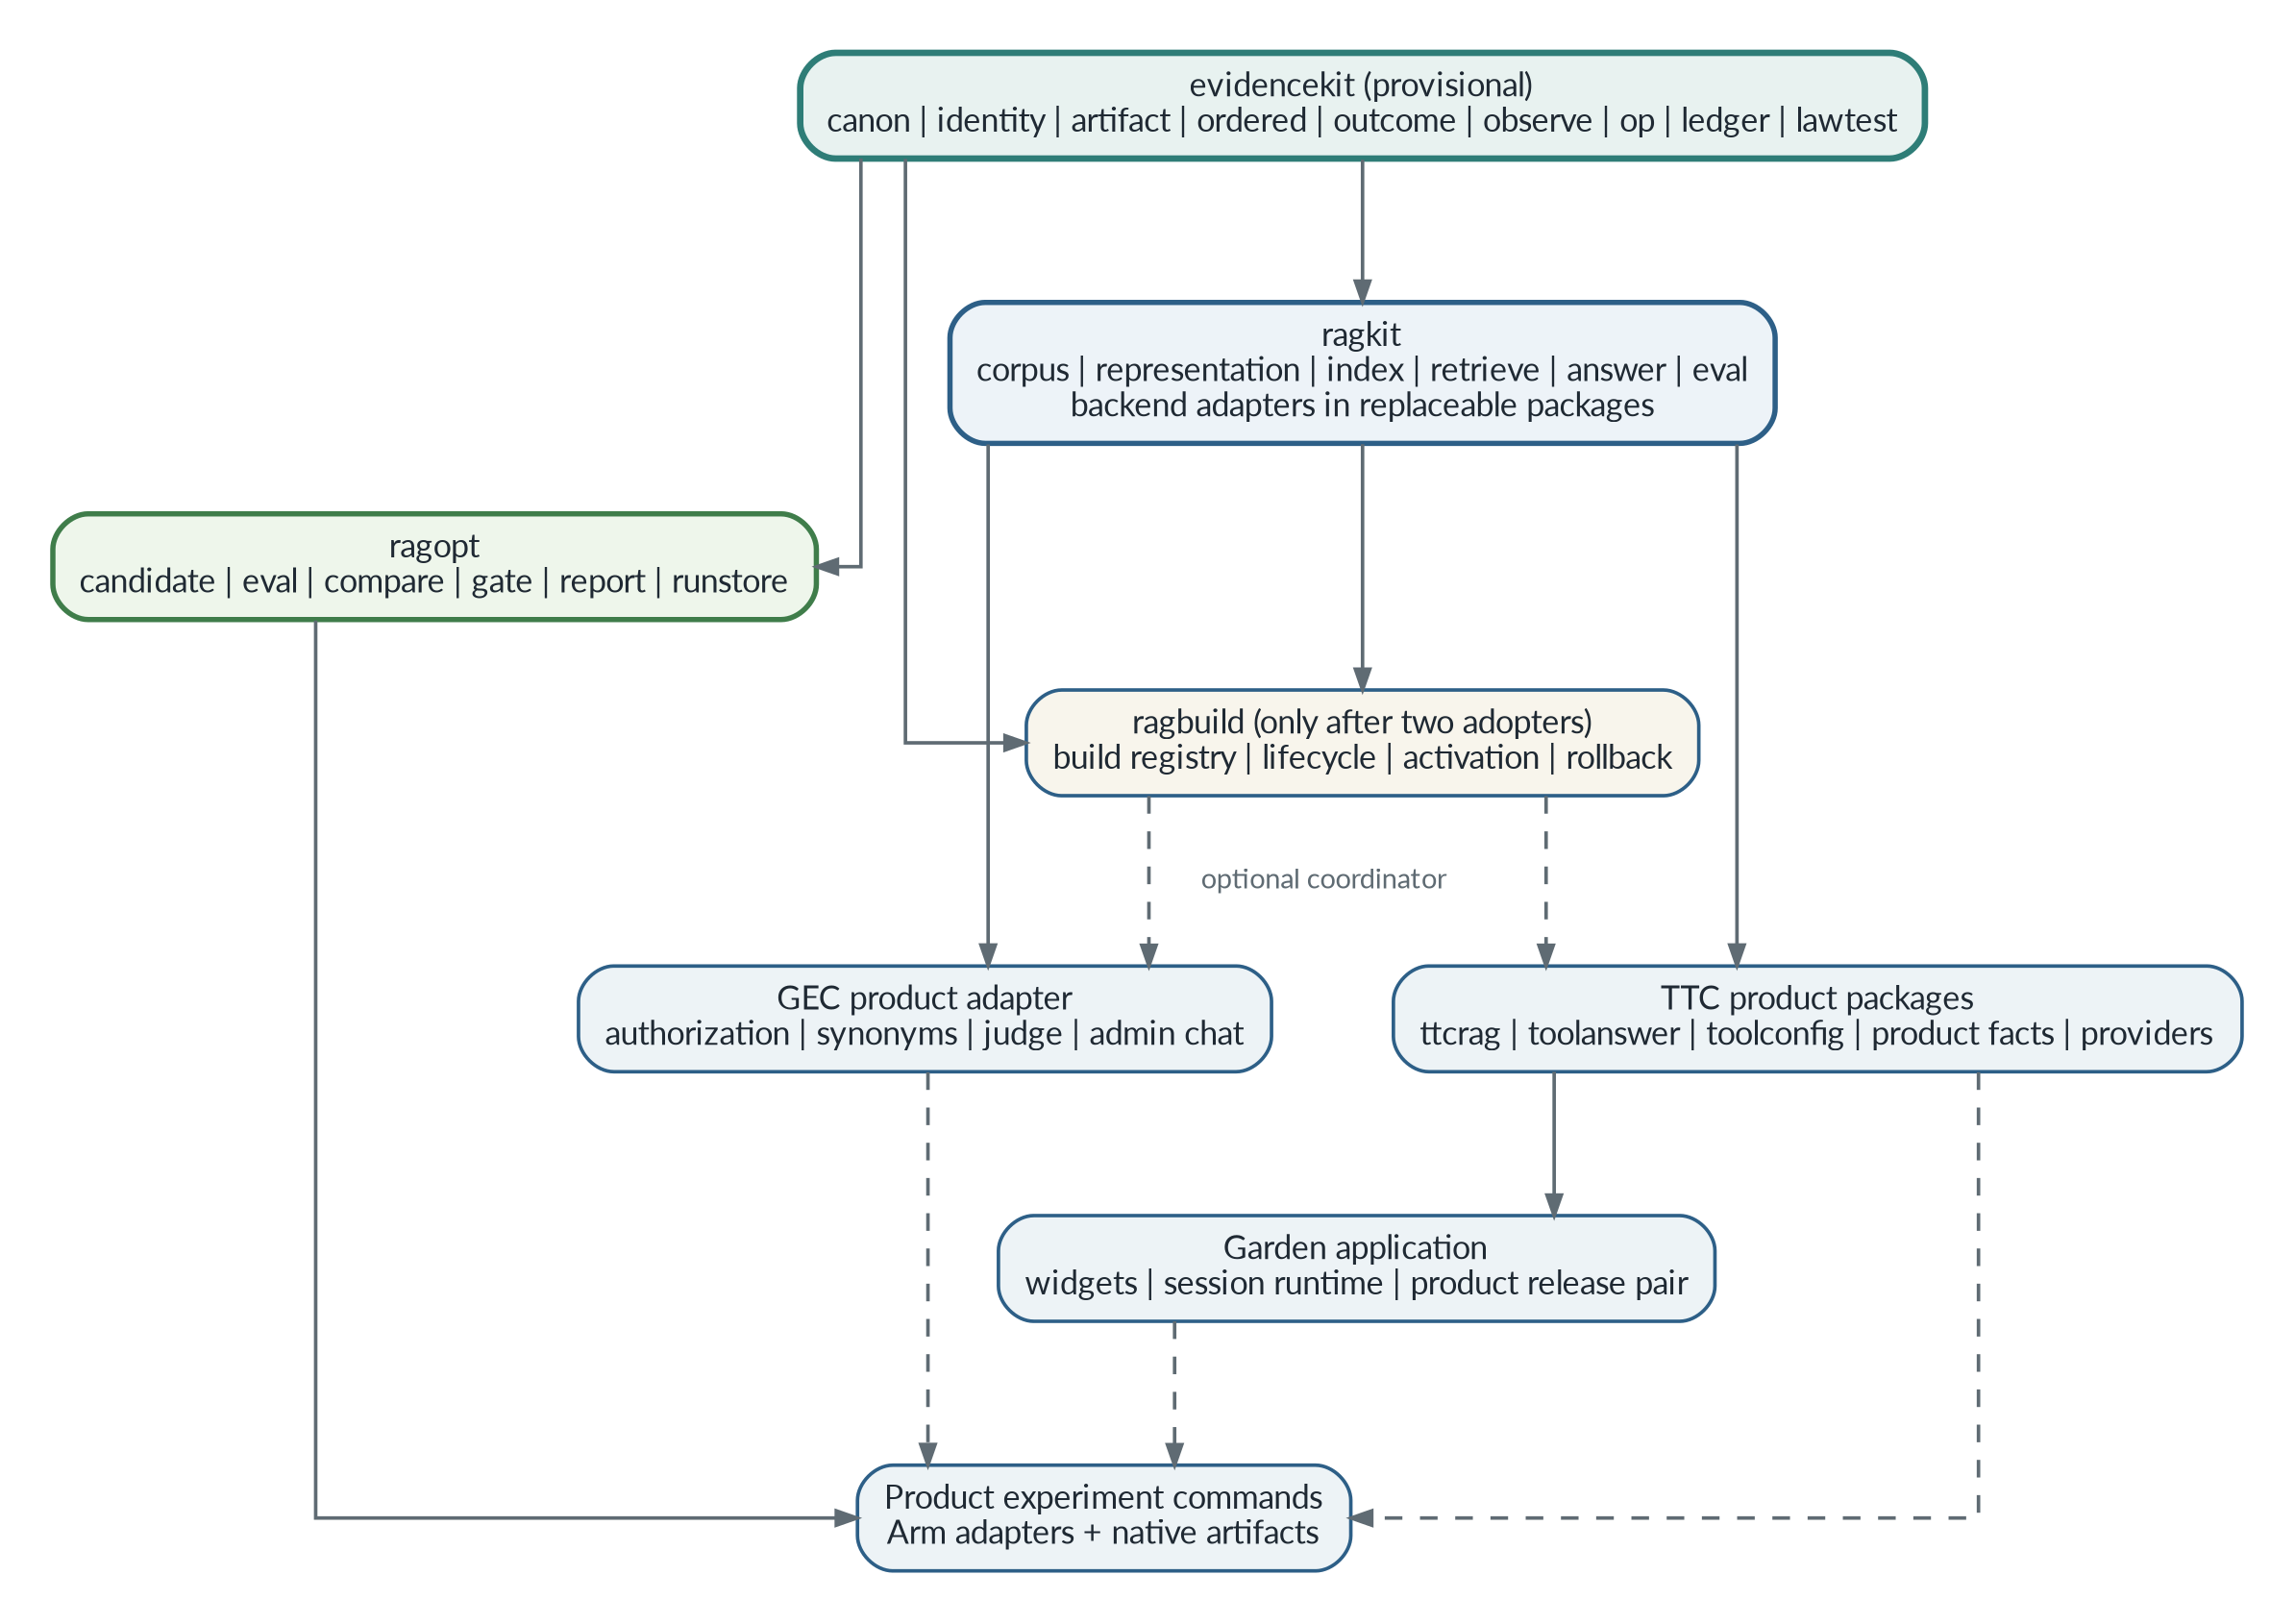 evidencekit (provisional)
canon | identity | artifact | ordered | outcome | observe | op | ledger | lawtest
ragkit
corpus | representation | index | retrieve | answer | eval
backend adapters in replaceable packages
ragopt
candidate | eval | compare | gate | report | runstore
ragbuild (only after two adopters)
build registry | lifecycle | activation | rollback
optional coordinator
GEC product adapter
authorization | synonyms | judge | admin chat
TTC product packages
ttcrag | toolanswer | toolconfig | product facts | providers
Garden application
widgets | session runtime | product release pair
Product experiment commands
Arm adapters + native artifacts